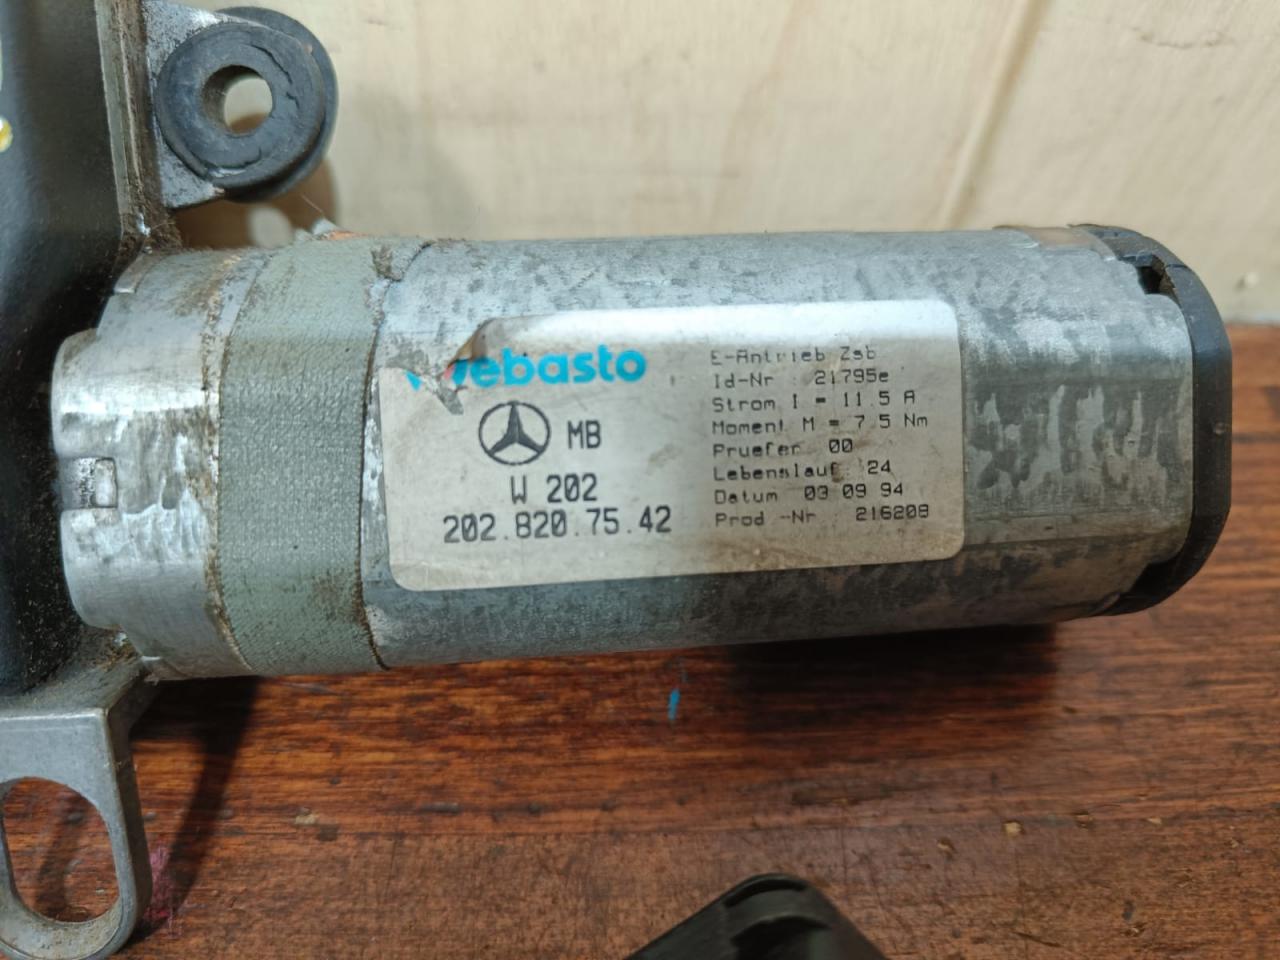 Webasto
MB
W 202
202.820.75.42
E-Antrieb Zsb
Id-Nr : 21795e
Strom I = 11.5 A
Moment M = 7.5 Nm
Pruefer: 00
Lebenslauf: 24
Datum 03 09 94
Prod -Nr 216208